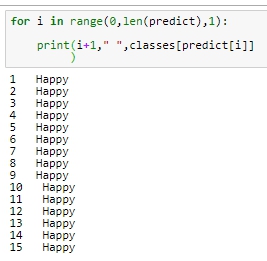 for i in range(0,len(predict),1):
print(i+1," ",classes[predict[i]]
)
1 Happy
2 Happy
3 Happy
4 Happy
5 Happy
6 Happy
7 Happy
8 Happy
9 Happy
10 Happy
11 Happy
12 Happy
13 Happy
14 Happy
15 Happy